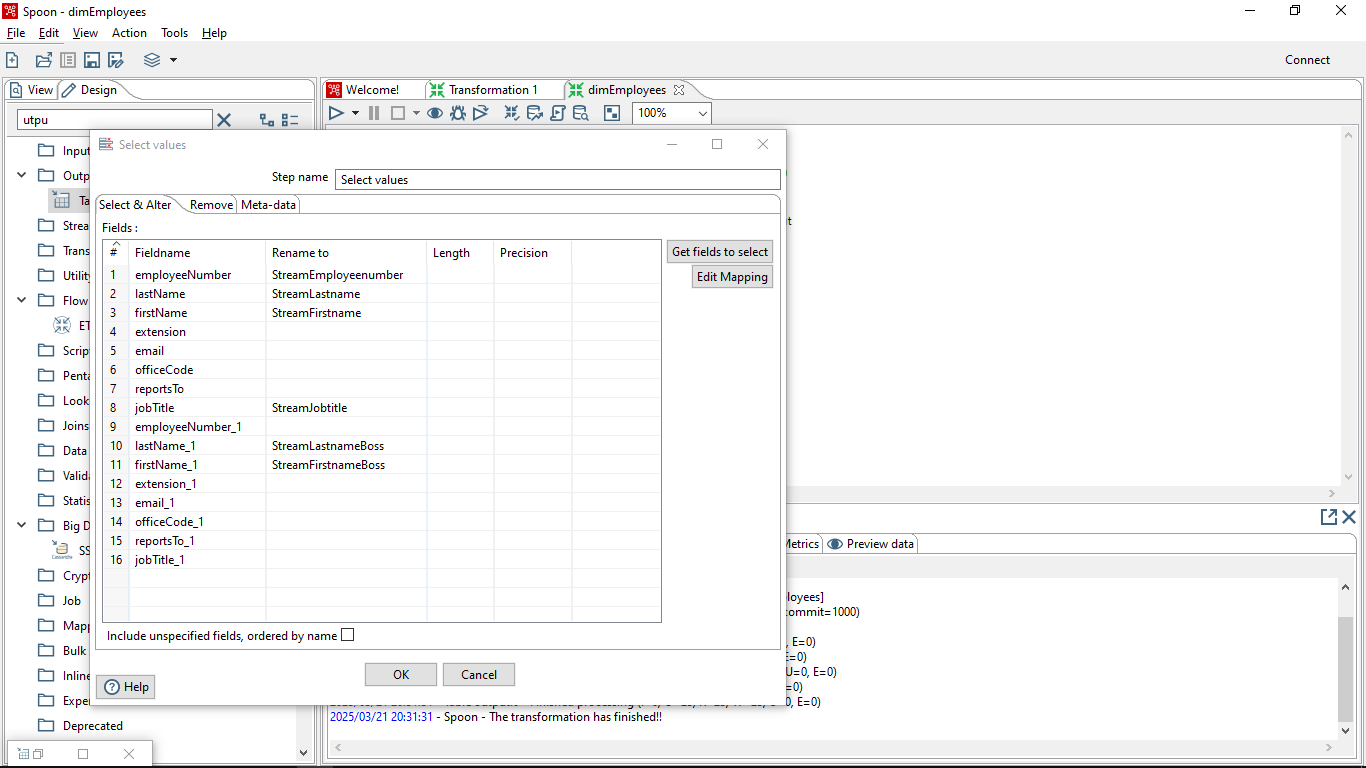 Spoon - dimEmployees
File Edit View Action Tools Help
Connect
View Design
Welcome! Transformation 1 dimEmployees
utpu
100%
Input
Outp
Ta
Strea
Trans
Utility
Flow
ET
Scrip
Penta
Look
Joins
Data
Valid
Statis
Big D
SS
Crypt
Job
Mapp
Bulk
Inline
Expe
Deprecated
Select values
Step name Select values
Select & Alter Remove Meta-data
Fields :
# Fieldname Rename to Length Precision
1 employeeNumber StreamEmployeenumber
2 lastName StreamLastname
3 firstName StreamFirstname
4 extension
5 email
6 officeCode
7 reportsTo
8 jobTitle StreamJobtitle
9 employeeNumber_1
10 lastName_1 StreamLastnameBoss
11 firstName_1 StreamFirstnameBoss
12 extension_1
13 email_1
14 officeCode_1
15 reportsTo_1
16 jobTitle_1
Get fields to select
Edit Mapping
Include unspecified fields, ordered by name
OK Cancel
Help
t
Metrics Preview data
loyees]
commit=1000)
, E=0)
E=0)
U=0, E=0)
=0)
0, E=0)
2025/03/21 20:31:31 - Spoon - The transformation has finished!!